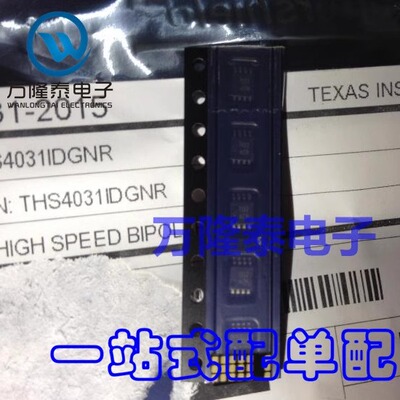 万隆泰电子
WANLONGTAI ELECTRONICS
31-2015
TEXAS INS
S4031IDGNR
N: THS4031IDGNR
HIGH SPEED BIPOL
万隆泰电子
一站式配单配